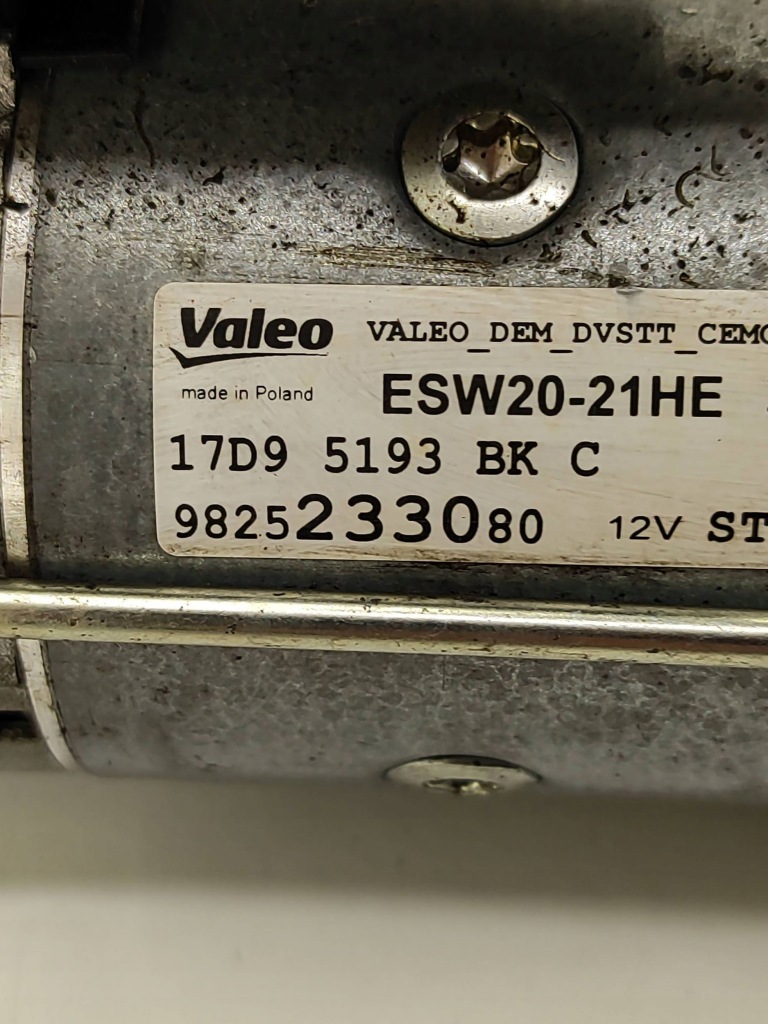 Valeo VALEO_DEM_DVSTT_CEM
made in Poland ESW20-21HE
17D9 5193 BK C
9825233080 12V ST